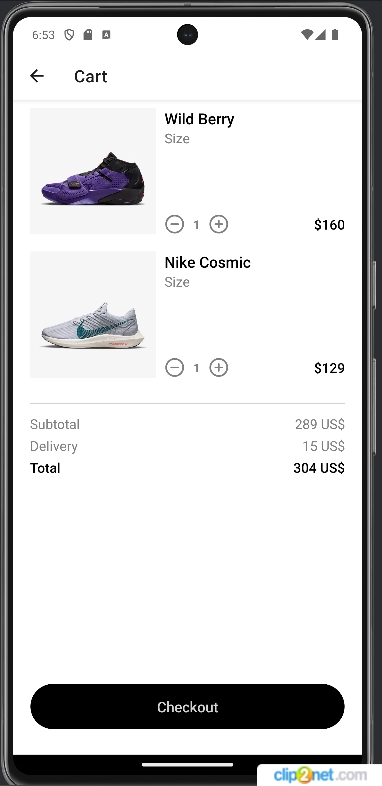 6:53
Cart
Wild Berry
Size
1
$160
Nike Cosmic
Size
1
$129
Subtotal 289 US$
Delivery 15 US$
Total 304 US$
Checkout
clip2net.com